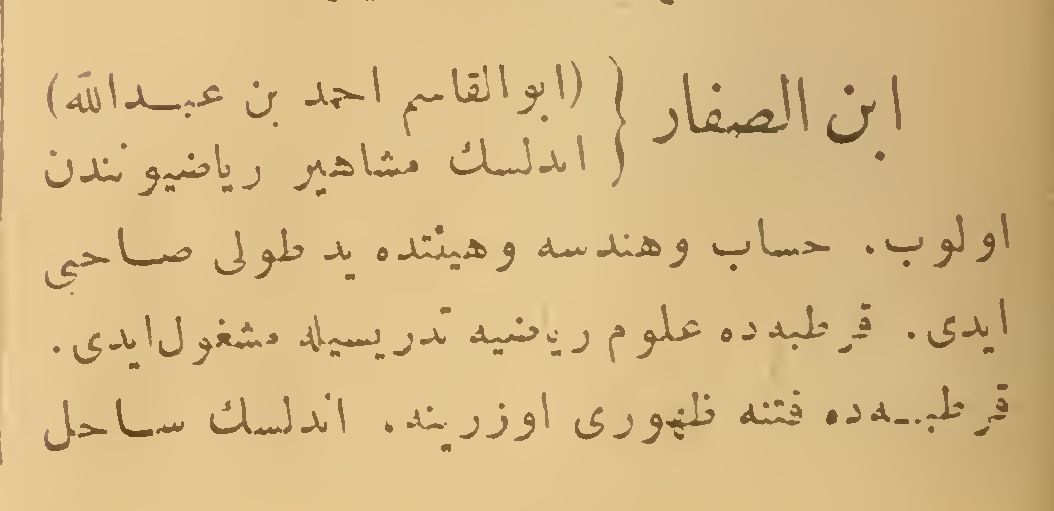 ابن الصفار { (ابو القاسم احمد بن عبدالله)
اندلسك مشاهیر ریاضیونندن
اولوب. حساب وهندسه وهیئتده ید طولی صاحبی
ایدی. قرطبه‌ده علوم ریاضیه تدریسیله مشغول ایدی.
قرطبه‌ده فتنه ظهوری اوزرینه. اندلسك ساحل